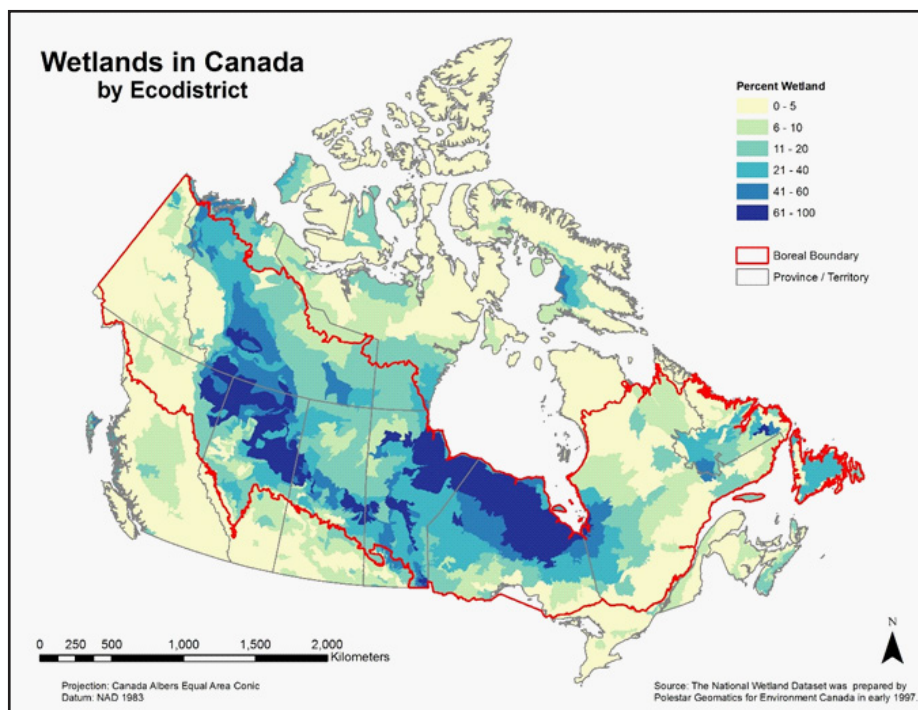 Wetlands in Canada
by Ecodistrict
Percent Wetland
0 - 5
6 - 10
11 - 20
21 - 40
41 - 60
61 - 100
Boreal Boundary
Province / Territory
0 250 500 1,000 1,500 2,000
Kilometers
N
Projection: Canada Albers Equal Area Conic
Datum: NAD 1983
Source: The National Wetland Dataset was prepared by
Polestar Geomatics for Environment Canada in early 1997.